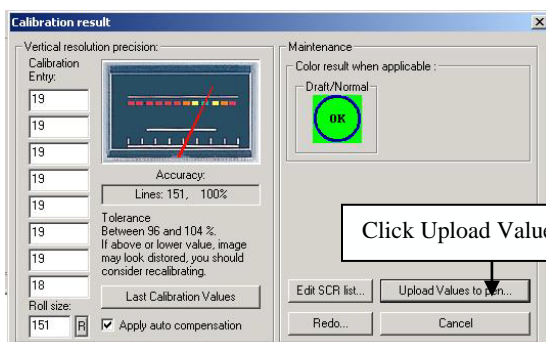 Calibration result
Vertical resolution precision:
Calibration
Entry:
19
19
19
19
19
19
19
18
Roll size:
151 R
Accuracy:
Lines: 151, 100%
Tolerance
Between 96 and 104 %.
If above or lower value, image
may look distored, you should
consider recalibrating.
Last Calibration Values
Apply auto compensation
Maintenance
Color result when applicable :
Draft/Normal
OK
Click Upload Value
Edit SCR list...
Upload Values to pen...
Redo...
Cancel